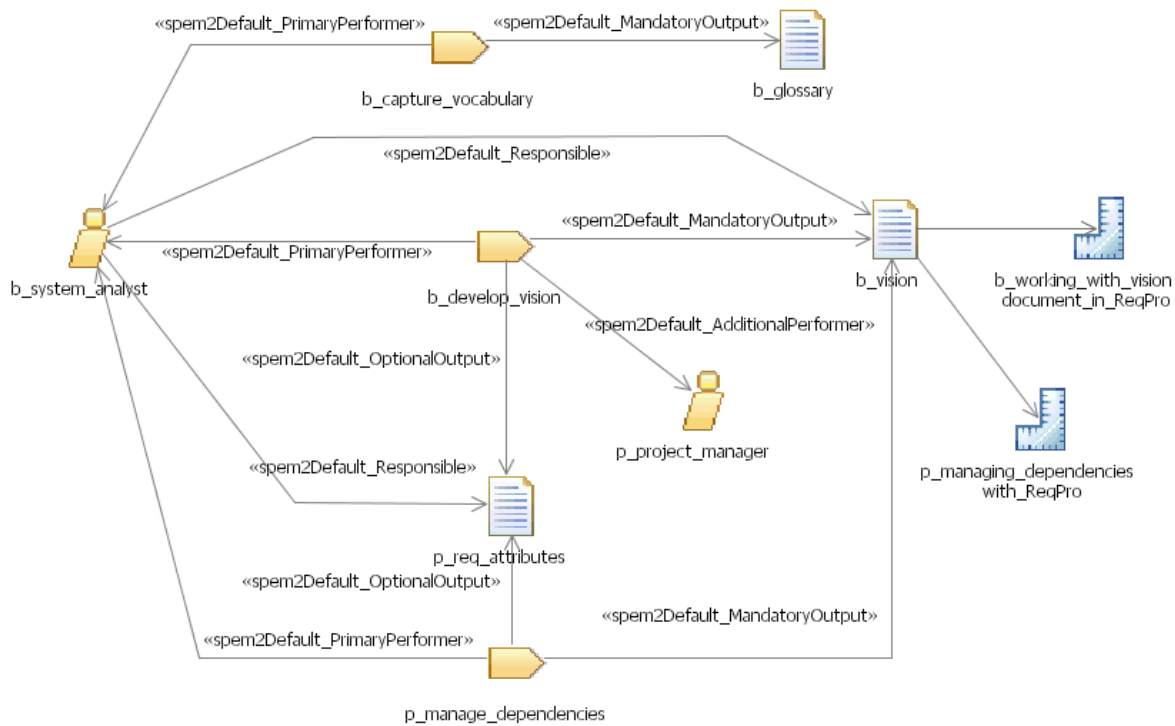 «spem2Default_PrimaryPerformer»
«spem2Default_MandatoryOutput»
b_capture_vocabulary
b_glossary
«spem2Default_Responsible»
«spem2Default_MandatoryOutput»
«spem2Default_PrimaryPerformer»
b_system_analyst
b_develop_vision
b_vision
b_working_with_vision
document_in_ReqPro
«spem2Default_AdditionalPerformer»
«spem2Default_OptionalOutput»
p_project_manager
«spem2Default_Responsible»
p_managing_dependencies
with_ReqPro
p_req_attributes
«spem2Default_OptionalOutput»
«spem2Default_MandatoryOutput»
«spem2Default_PrimaryPerformer»
p_manage_dependencies